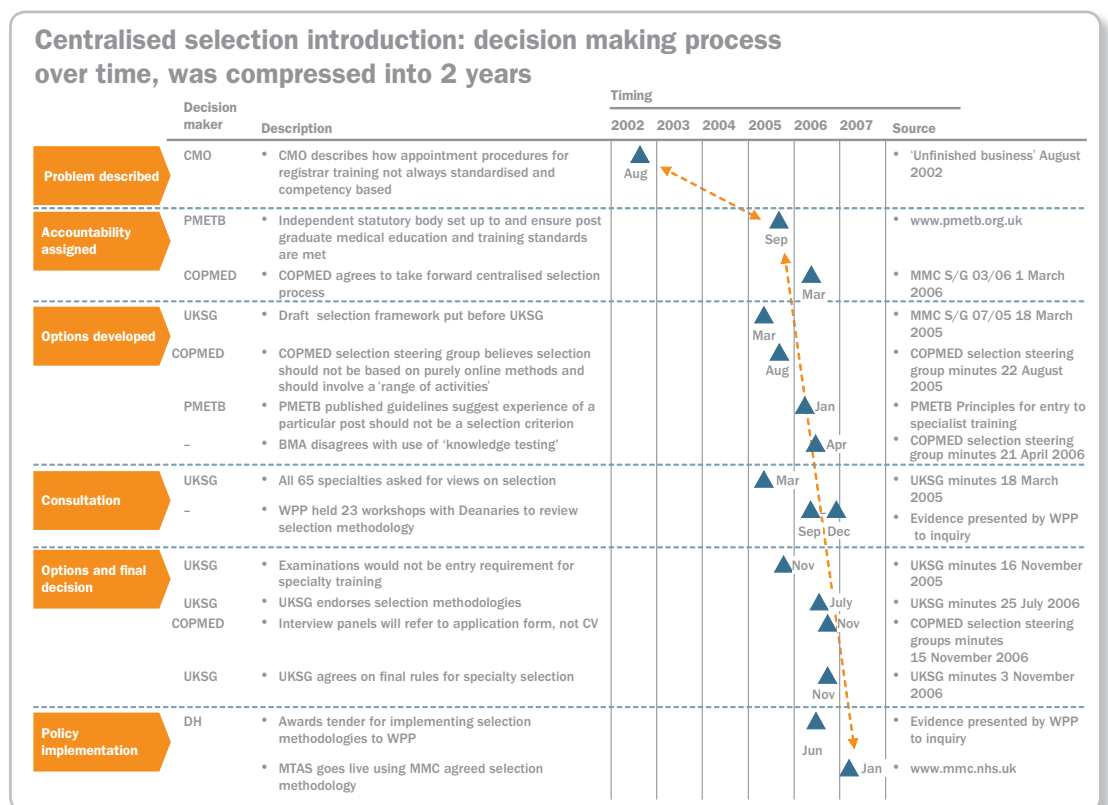 Centralised selection introduction: decision making process
over time, was compressed into 2 years
Timing
Decision
maker
Description
2002 2003 2004 2005 2006 2007
Source
Problem described
CMO
• CMO describes how appointment procedures for
registrar training not always standardised and
competency based
Aug
• 'Unfinished business' August
2002
Accountability
assigned
PMETB
• Independent statutory body set up to and ensure post
graduate medical education and training standards
are met
Sep
• www.pmetb.org.uk
COPMED
• COPMED agrees to take forward centralised selection
process
Mar
• MMC S/G 03/06 1 March
2006
Options developed
UKSG
• Draft selection framework put before UKSG
Mar
• MMC S/G 07/05 18 March
2005
COPMED
• COPMED selection steering group believes selection
should not be based on purely online methods and
should involve a 'range of activities'
Aug
• COPMED selection steering
group minutes 22 August
2005
PMETB
• PMETB published guidelines suggest experience of a
particular post should not be a selection criterion
Jan
• PMETB Principles for entry to
specialist training
–
• BMA disagrees with use of 'knowledge testing'
Apr
• COPMED selection steering
group minutes 21 April 2006
Consultation
UKSG
• All 65 specialties asked for views on selection
Mar
• UKSG minutes 18 March
2005
–
• WPP held 23 workshops with Deanaries to review
selection methodology
–
Sep Dec
• Evidence presented by WPP
to inquiry
Options and final
decision
UKSG
• Examinations would not be entry requirement for
specialty training
Nov
• UKSG minutes 16 November
2005
UKSG
• UKSG endorses selection methodologies
July
• UKSG minutes 25 July 2006
COPMED
• Interview panels will refer to application form, not CV
Nov
• COPMED selection steering
groups minutes
15 November 2006
UKSG
• UKSG agrees on final rules for specialty selection
Nov
• UKSG minutes 3 November
2006
Policy
implementation
DH
• Awards tender for implementing selection
methodologies to WPP
Jun
• Evidence presented by WPP
to inquiry
• MTAS goes live using MMC agreed selection
methodology
Jan
• www.mmc.nhs.uk